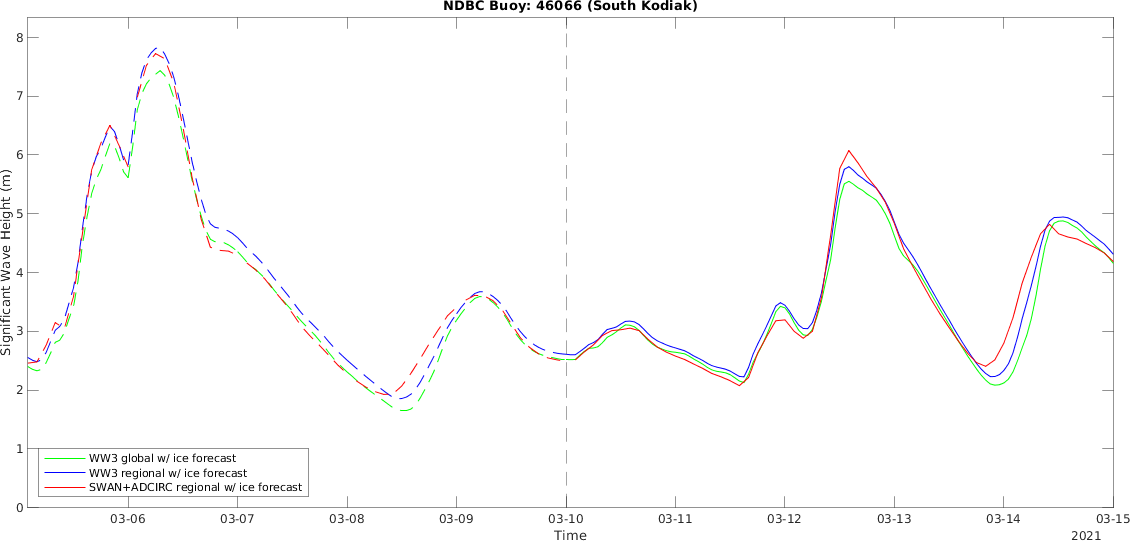 NDBC Buoy: 46066 (South Kodiak)
8
7
6
5
4
3
2
1
0
Significant Wave Height (m)
WW3 global w/ ice forecast
WW3 regional w/ ice forecast
SWAN+ADCIRC regional w/ ice forecast
03-06 03-07 03-08 03-09 03-10 03-11 03-12 03-13 03-14 03-15
Time
2021